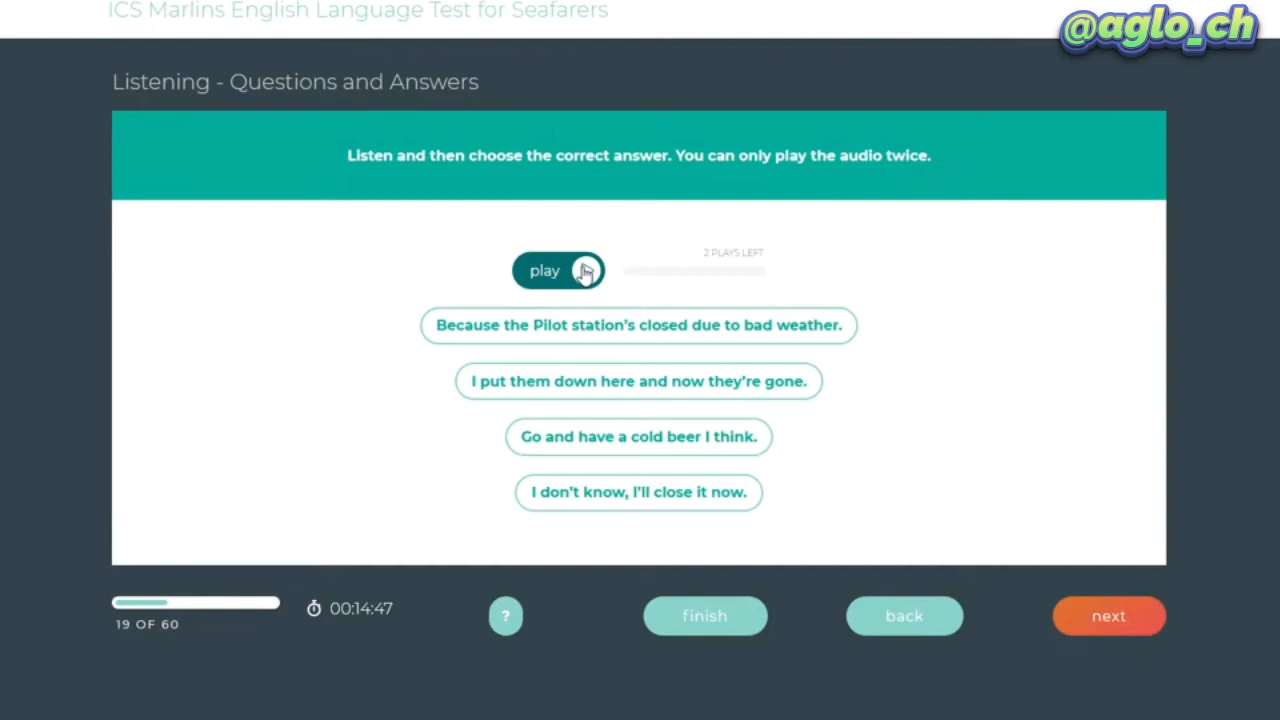 ICS Marlins English Language Test for Seafarers
@aglo_ch
Listening - Questions and Answers
Listen and then choose the correct answer. You can only play the audio twice.
2 PLAYS LEFT
play
Because the Pilot station's closed due to bad weather.
I put them down here and now they're gone.
Go and have a cold beer I think.
I don't know, I'll close it now.
19 OF 60
00:14:47
?
finish
back
next